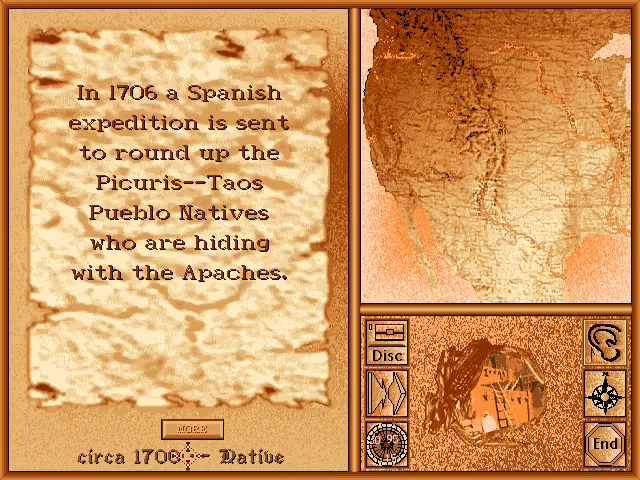 In 1706 a Spanish
expedition is sent
to round up the
Picuris--Taos
Pueblo Natives
who are hiding
with the Apaches.
MORE
circa 1706 - Native
Disc
N
End